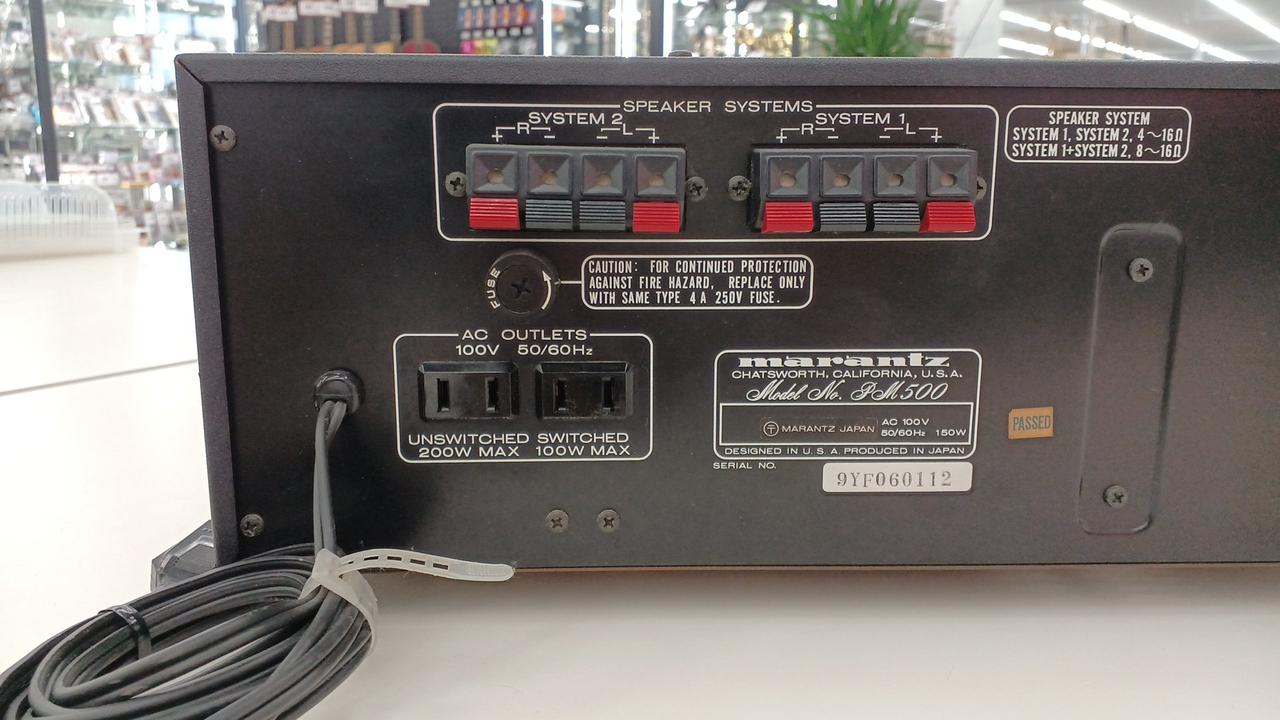 SPEAKER SYSTEMS
SYSTEM 2
+ R − − L +
SYSTEM 1
+ R − − L +
SPEAKER SYSTEM
SYSTEM 1, SYSTEM 2, 4~16Ω
SYSTEM 1+SYSTEM 2, 8~16Ω
FUSE
CAUTION: FOR CONTINUED PROTECTION
AGAINST FIRE HAZARD, REPLACE ONLY
WITH SAME TYPE 4 A 250V FUSE.
AC OUTLETS
100V 50/60Hz
UNSWITCHED SWITCHED
200W MAX 100W MAX
marantz
CHATSWORTH, CALIFORNIA, U.S.A.
Model No. PM500
T MARANTZ JAPAN
AC 100V
50/60Hz 150W
DESIGNED IN U.S.A. PRODUCED IN JAPAN
SERIAL NO.
9YF060112
PASSED